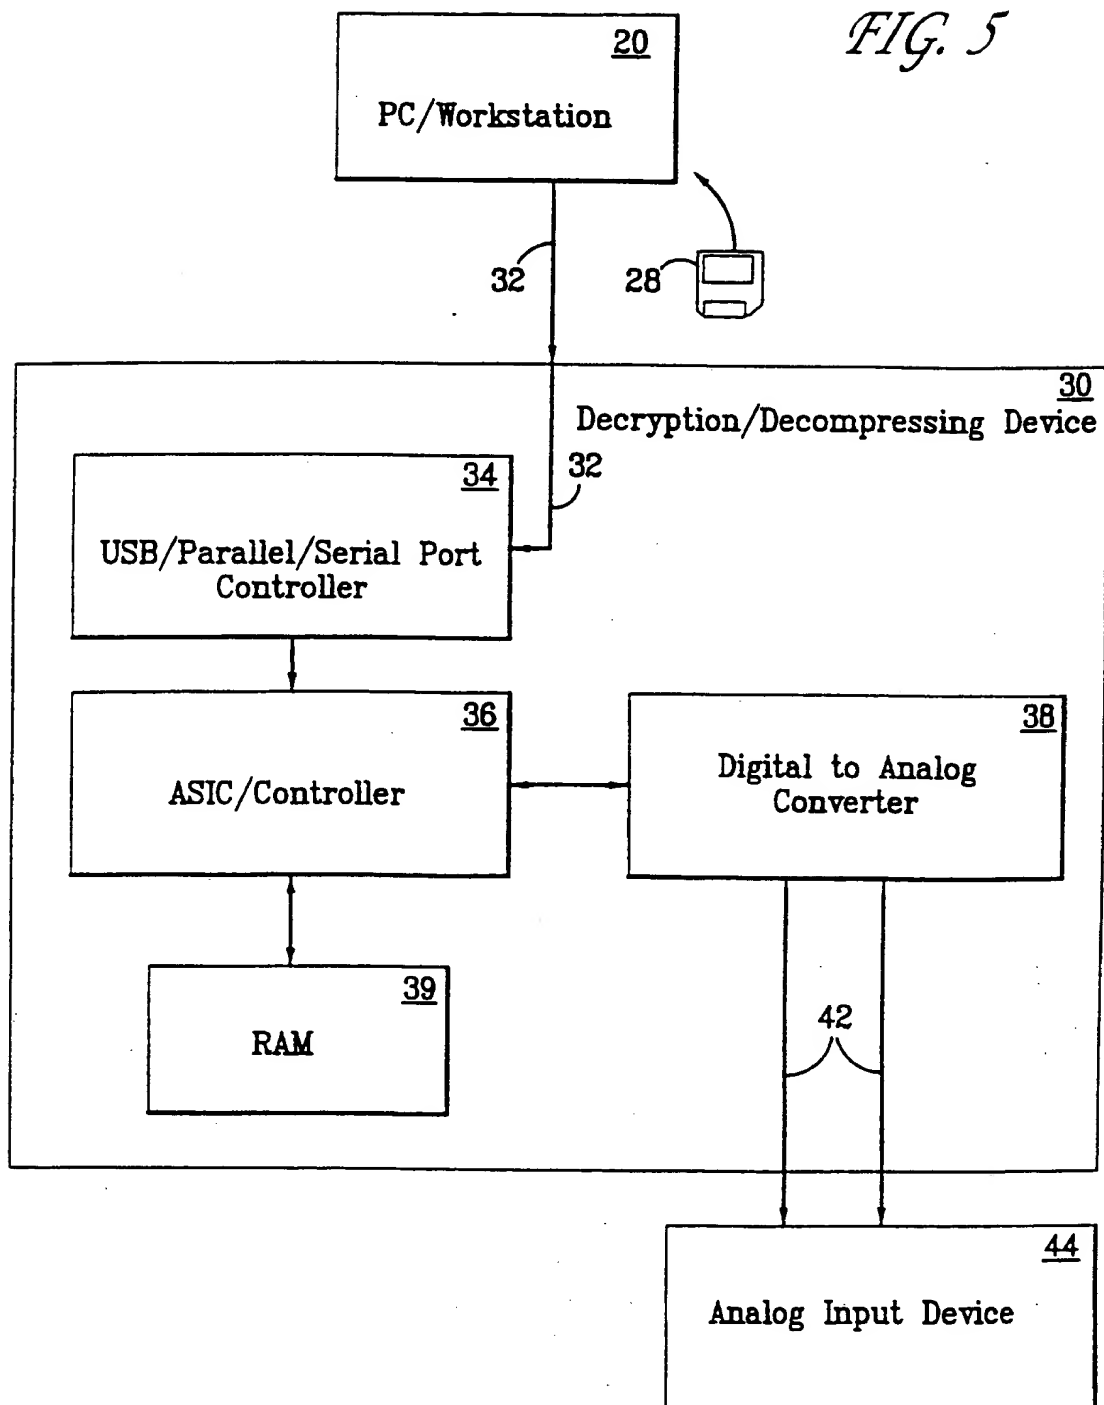 FIG. 5
20
PC/Workstation
32
28
30
Decryption/Decompressing Device
32
34
USB/Parallel/Serial Port
Controller
36
ASIC/Controller
38
Digital to Analog
Converter
39
RAM
42
44
Analog Input Device